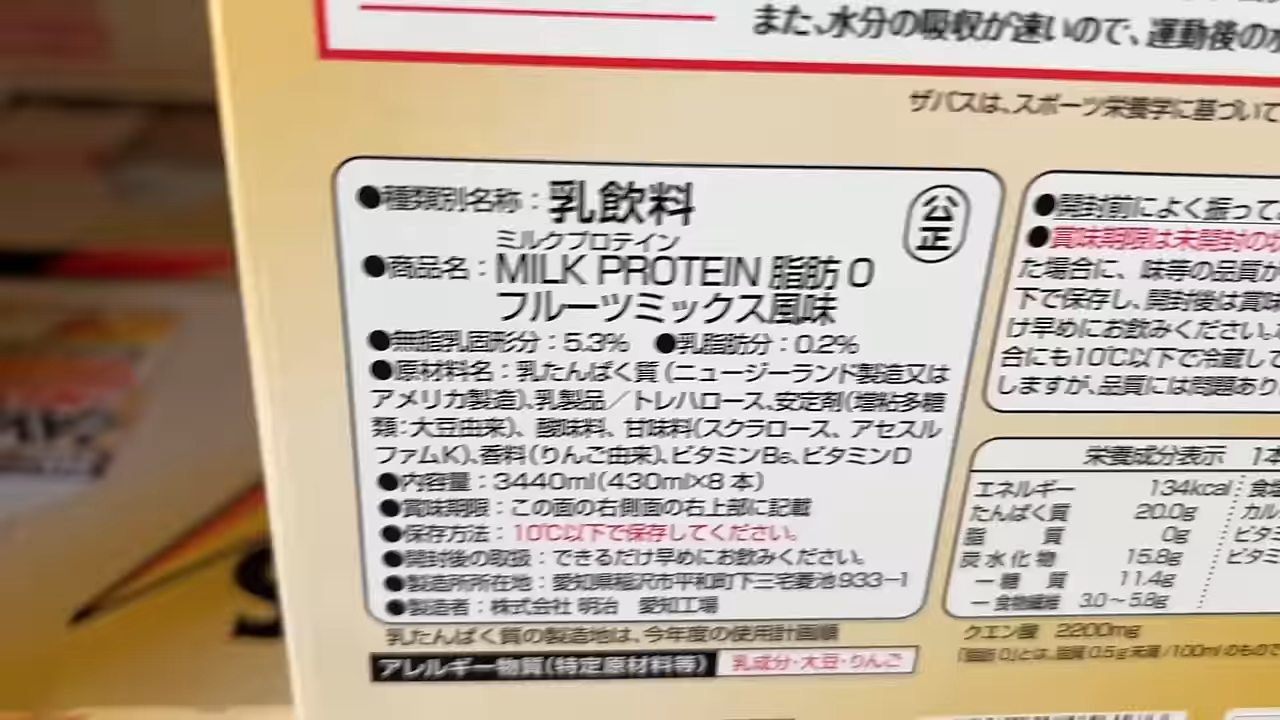 また、水分の吸収が速いので、運動後の水
ザバスは、スポーツ栄養学に基づいて
●種類別名称：乳飲料
公正
ミルクプロテイン
●商品名：MILK PROTEIN 脂肪0
フルーツミックス風味
●無脂乳固形分：5.3% ●乳脂肪分：0.2%
●原材料名：乳たんぱく質（ニュージーランド製造又は
アメリカ製造）、乳製品／トレハロース、安定剤（増粘多糖
類：大豆由来）、酸味料、甘味料（スクラロース、アセスル
ファムK）、香料（りんご由来）、ビタミンB₆、ビタミンD
●内容量：3440ml（430ml×8本）
●賞味期限：この面の右側面の右上部に記載
●保存方法：10℃以下で保存してください。
●開封後の取扱：できるだけ早めにお飲みください。
●製造所所在地：愛知県稲沢市平和町下三宅菱池933-1
●製造者：株式会社 明治 愛知工場
乳たんぱく質の製造地は、今年度の使用計画順
アレルギー物質（特定原材料等） 乳成分・大豆・りんご
●開封前によく振って
●賞味期限は未開封の
た場合に、味等の品質が
下で保存し、開封後は賞味
け早めにお飲みください。
合にも10℃以下で冷蔵して
しますが、品質には問題あり
栄養成分表示 1本
エネルギー 134kcal 食塩
たんぱく質 20.0g カル
脂質 0g ビタミ
炭水化物 15.8g ビタミ
－糖質 11.4g
－食物繊維 3.0～5.8g
クエン酸 2200mg
「脂肪0」とは、脂質0.5g未満/100mlのもので